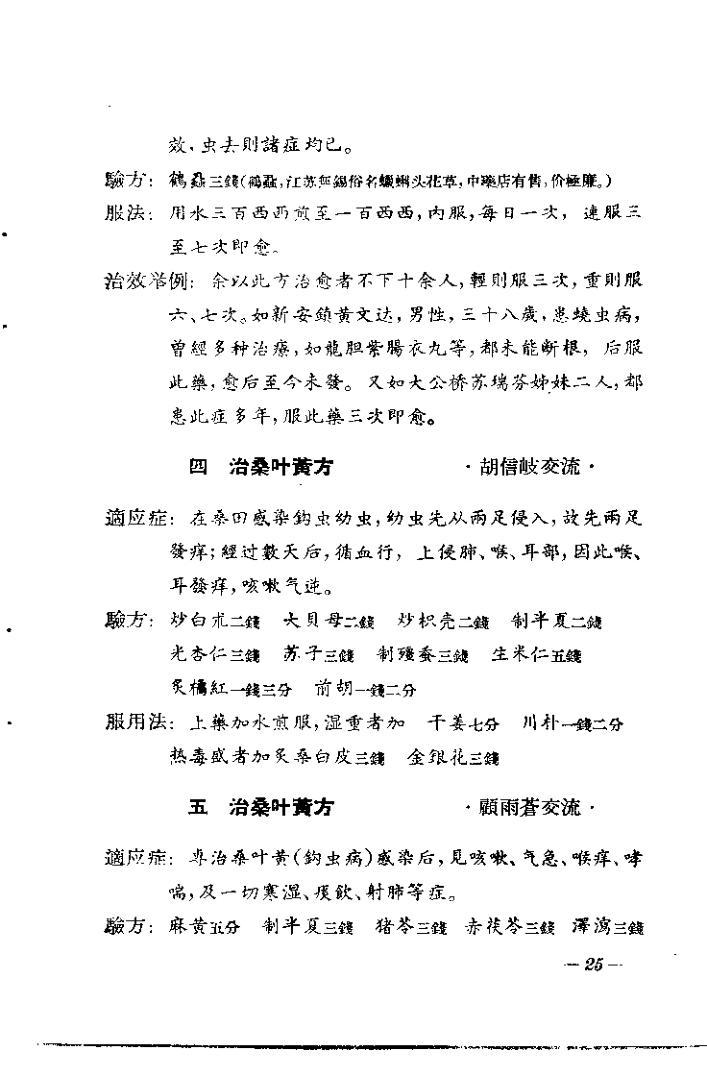 效,虫去則諸症均已。
驗方: 鶴虱三錢(鶴虱,江苏無錫俗名蝲蝲头花草,中藥店有售,价極廉。)
服法: 用水三百西西煎至一百西西,内服,每日一次, 連服三
至七次即愈。
治效举例: 余以此方治愈者不下十余人,輕則服三次,重則服
六、七次。如新安鎮黄文达,男性,三十八歲,患蟯虫病,
曾經多种治療,如龍胆紫腸衣丸等,都未能断根, 后服
此藥,愈后至今未發。 又如大公桥苏瑞芬姊妹二人,都
患此症多年,服此藥三次即愈。
四 治桑叶黃方 ·胡信岐交流·
適应症: 在桑田感染鈎虫幼虫,幼虫先从兩足侵入,故先兩足
發痒;經过數天后,循血行, 上侵肺、喉、耳部,因此喉、
耳發痒,咳嗽气逆。
驗方: 炒白朮二錢 大貝母二錢 炒枳壳二錢 制半夏二錢
光杏仁三錢 苏子三錢 制殭蚕三錢 生米仁五錢
炙橘紅一錢三分 前胡一錢二分
服用法: 上藥加水煎服,湿重者加 干姜七分 川朴一錢二分
热毒盛者加炙桑白皮三錢 金銀花三錢
五 治桑叶黃方 ·顧雨蒼交流·
適应症: 專治桑叶黃(鈎虫病)感染后,見咳嗽、气急、喉痒、哮
喘,及一切寒湿、痰飲、射肺等症。
驗方: 麻黄五分 制半夏三錢 猪苓三錢 赤茯苓三錢 澤瀉三錢
— 25 —